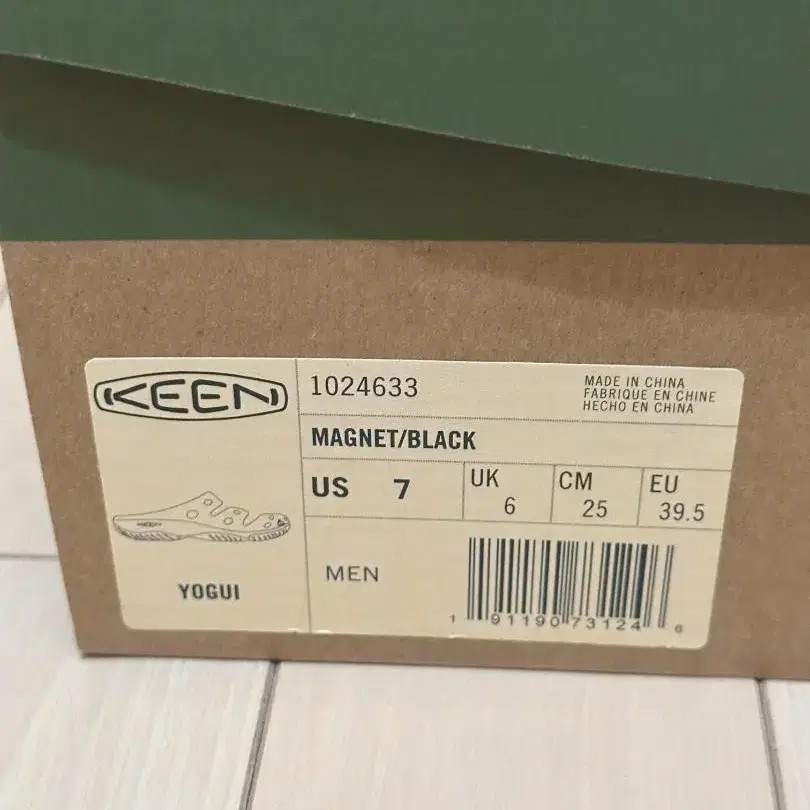 KEEN
1024633
MADE IN CHINA
FABRIQUE EN CHINE
HECHO EN CHINA
MAGNET/BLACK
US 7
UK 6
CM 25
EU 39.5
YOGUI
MEN
1 91190 73124 6